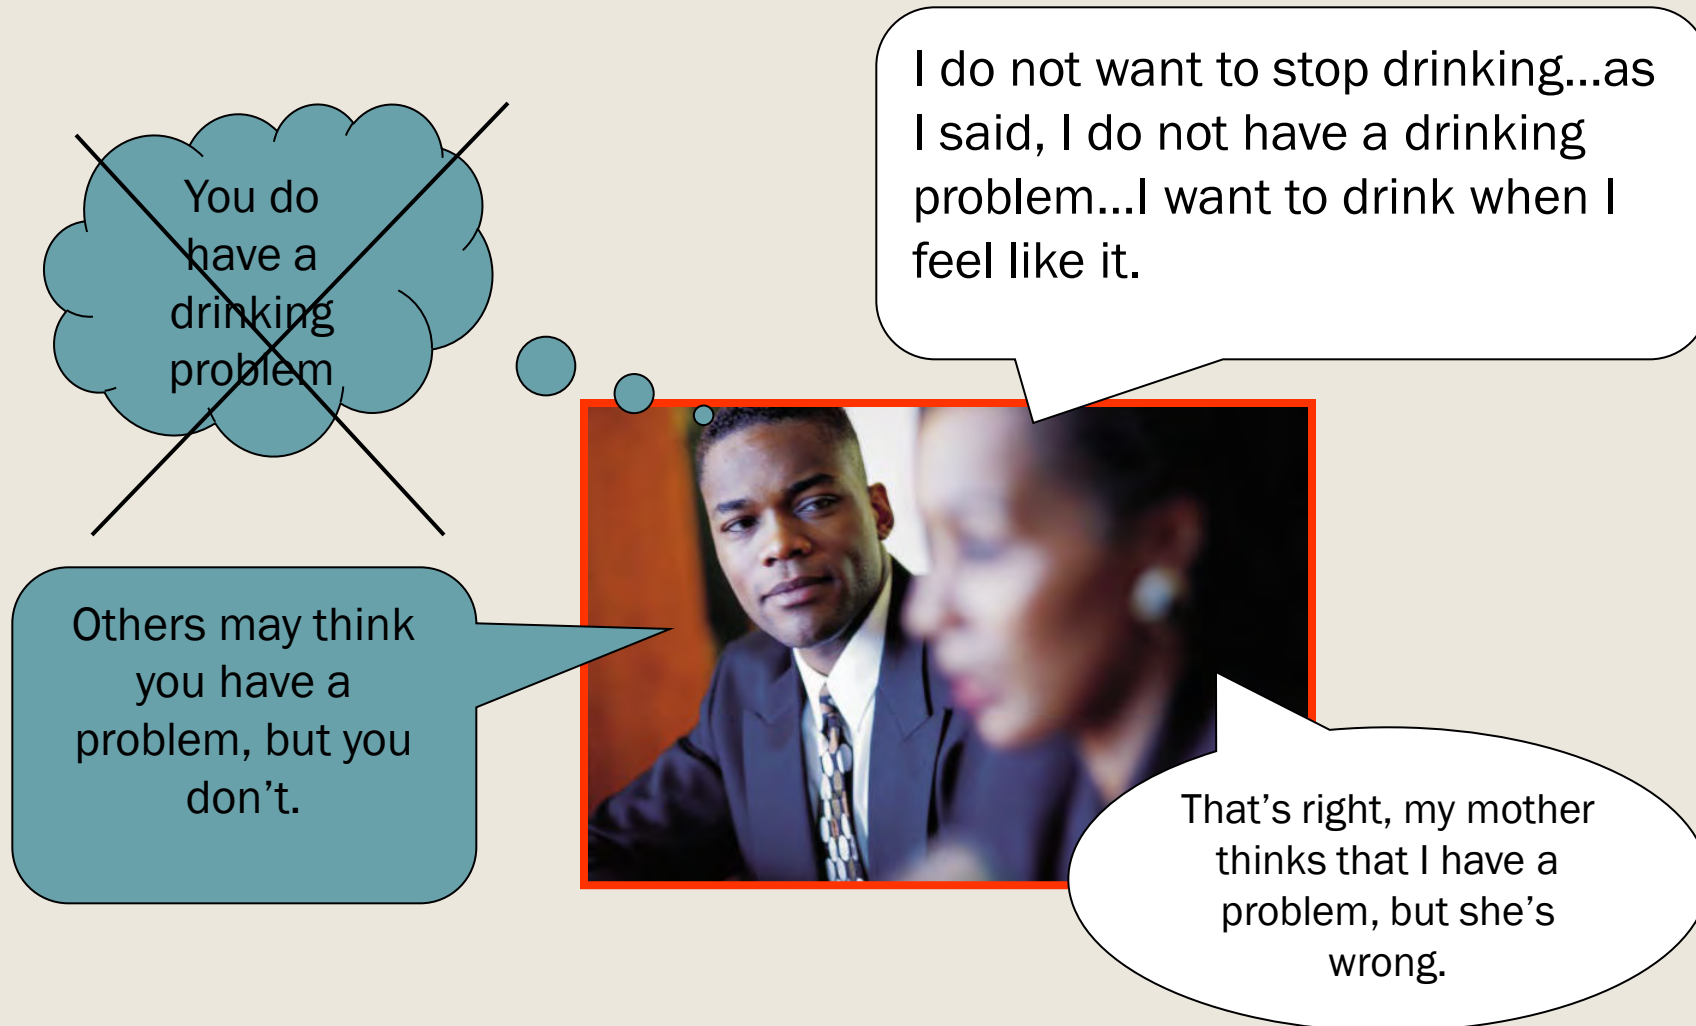 I do not want to stop drinking...as
I said, I do not have a drinking
problem...I want to drink when I
feel like it.
You do
have a
drinking
problem
Others may think
you have a
problem, but you
don’t.
That’s right, my mother
thinks that I have a
problem, but she’s
wrong.